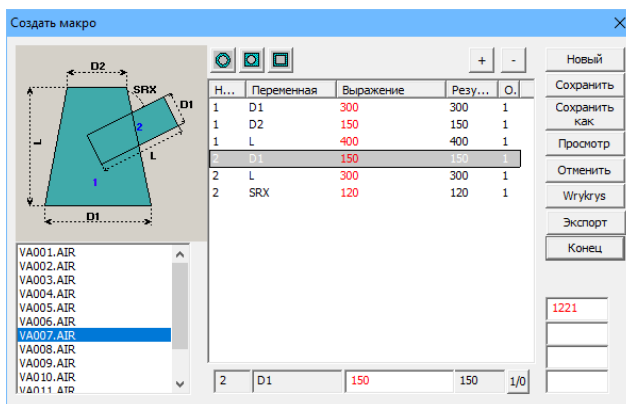 Создать макро
D2
SRX
D1
2
L
L
1
D1
+ -
Н... Переменная Выражение Резу... О.
1 D1 300 300 1
1 D2 150 150 1
1 L 400 400 1
2 D1 150 150 1
2 L 300 300 1
2 SRX 120 120 1
Новый
Сохранить
Сохранить
как
Просмотр
Отменить
Wrykrys
Экспорт
Конец
VA001.AIR
VA002.AIR
VA003.AIR
VA004.AIR
VA005.AIR
VA006.AIR
VA007.AIR
VA008.AIR
VA009.AIR
VA010.AIR
VA011.AIR
1221
2 D1 150 150 1/0